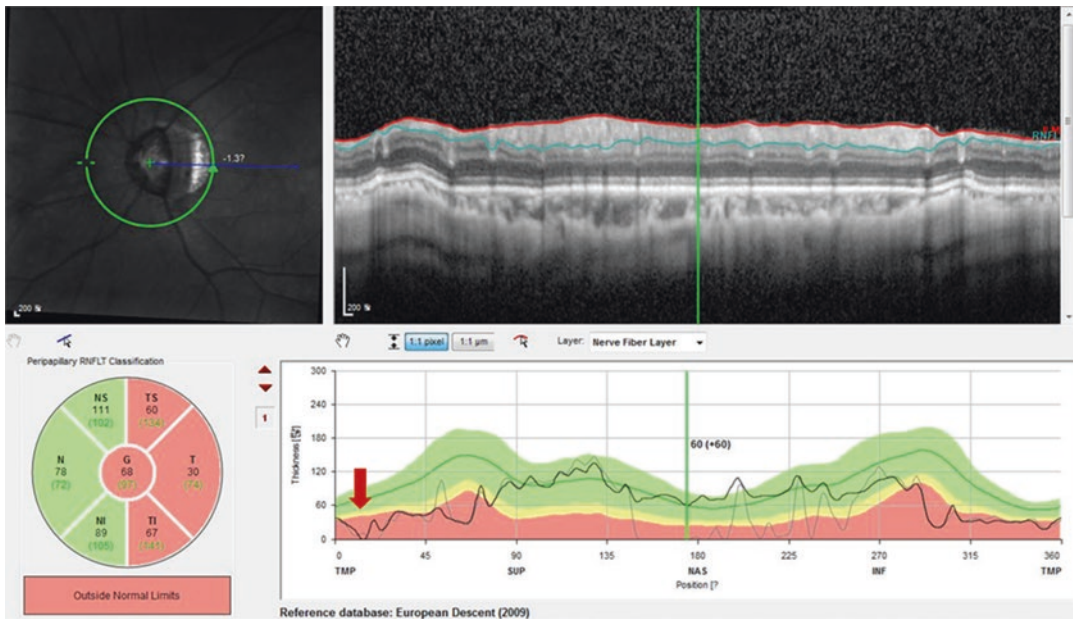 -1.3?
200
RNFL
200
1:1 pixel
1:1 µm
Layer:
Nerve Fiber Layer
Peripapillary RNFLT Classification
NS
111
(102)
TS
60
(134)
N
78
(72)
G
68
(97)
T
30
(74)
NI
89
(105)
TI
67
(141)
Outside Normal Limits
1
300
240
180
120
60
0
Thickness
60 (+60)
0 45 90 135 180 225 270 315 360
TMP SUP NAS INF TMP
Position [?
Reference database: European Descent (2009)